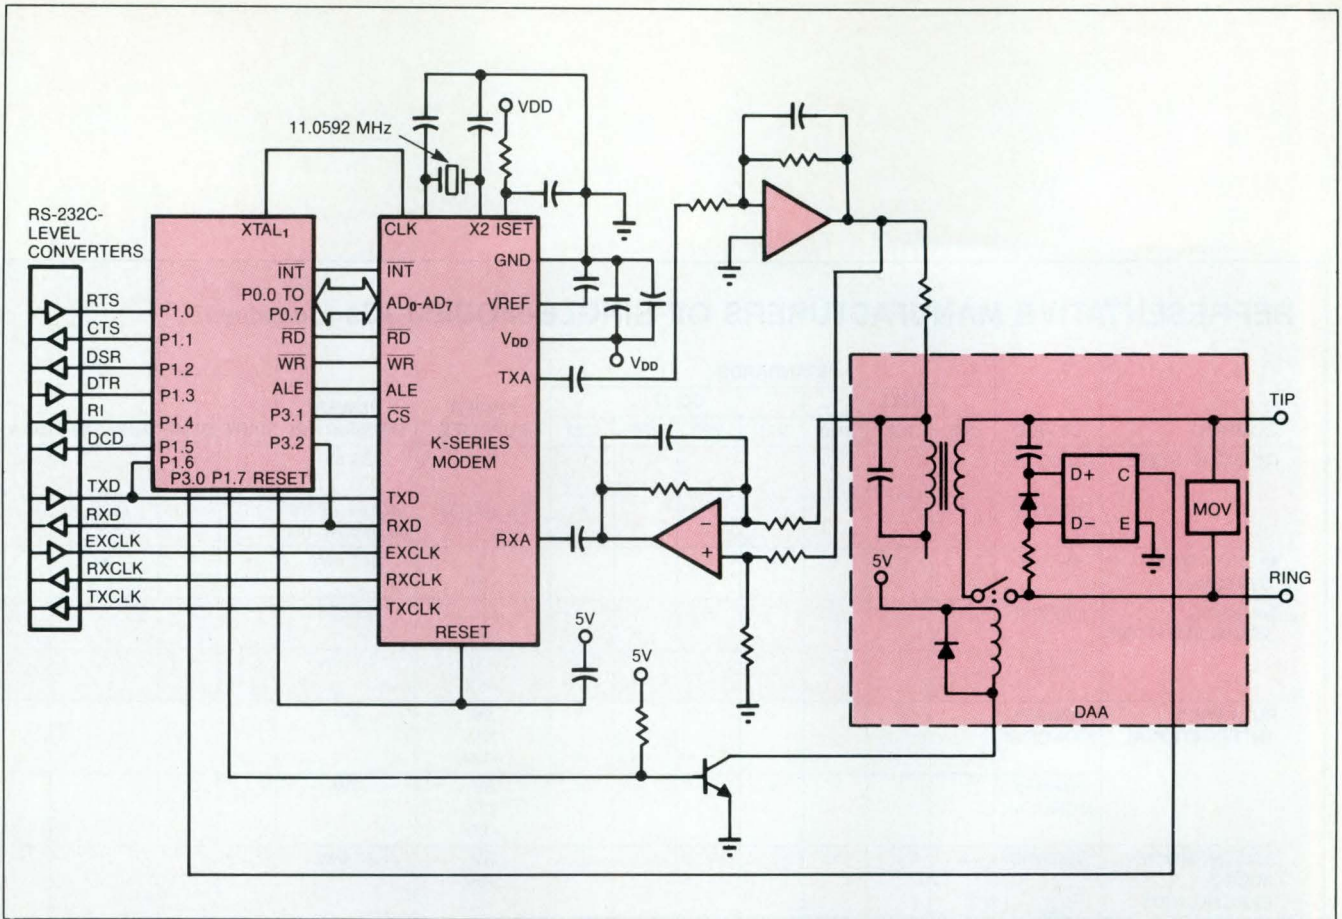 VDD
11.0592 MHz
RS-232C-
LEVEL
CONVERTERS
XTAL1
CLK
X2 ISET
INT
INT
GND
RTS
P1.0
P0.0 TO
P0.7
AD0-AD7
VREF
CTS
P1.1
RD
RD
VDD
VDD
DSR
P1.2
WR
WR
TXA
DTR
P1.3
ALE
ALE
RI
P1.4
P3.1
CS
DCD
P1.5
P1.6
P3.2
K-SERIES
MODEM
P3.0 P1.7 RESET
TXD
TXD
RXD
RXD
RXA
EXCLK
EXCLK
RXCLK
RXCLK
TXCLK
TXCLK
RESET
5V
5V
−
+
TIP
D+
C
D−
E
MOV
5V
RING
DAA